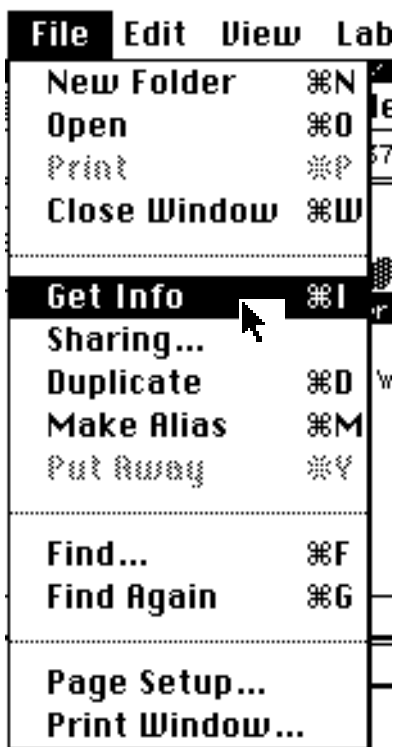 File Edit View Lab
New Folder ⌘N
Open ⌘O
Print ⌘P
Close Window ⌘W
Get Info ⌘I
Sharing...
Duplicate ⌘D
Make Alias ⌘M
Put Away ⌘Y
Find... ⌘F
Find Again ⌘G
Page Setup...
Print Window...